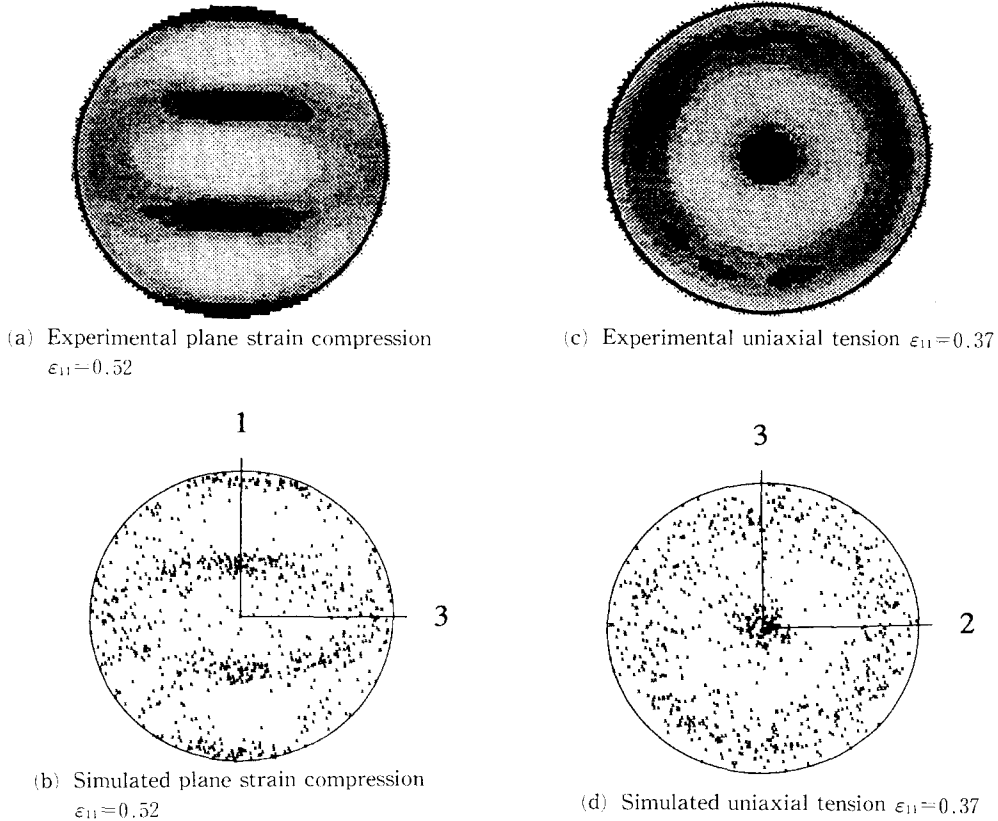 (a) Experimental plane strain compression
ε₁₁=0.52
(c) Experimental uniaxial tension ε₁₁=0.37
1
3
(b) Simulated plane strain compression
ε₁₁=0.52
3
2
(d) Simulated uniaxial tension ε₁₁=0.37